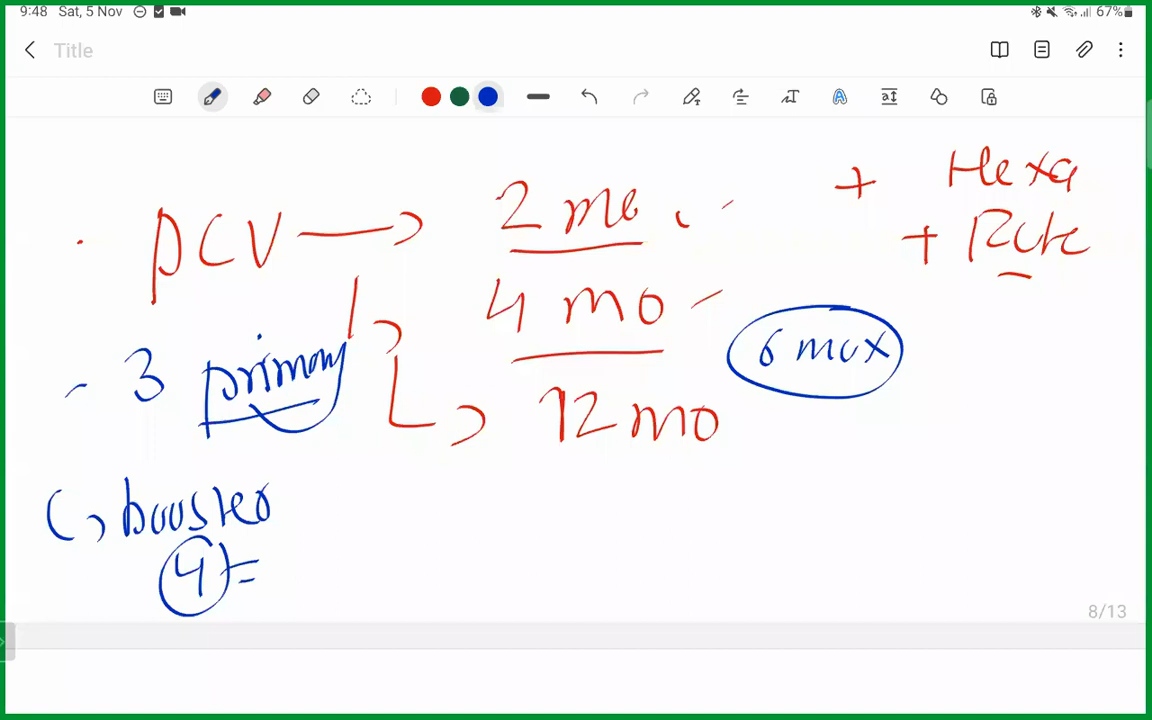 9:48 Sat, 5 Nov 67%
Title
PCV → 2 mo + Hexa
+
4 mo
6 mo x
- 3 primary
12 mo
booster
4 =
8/13